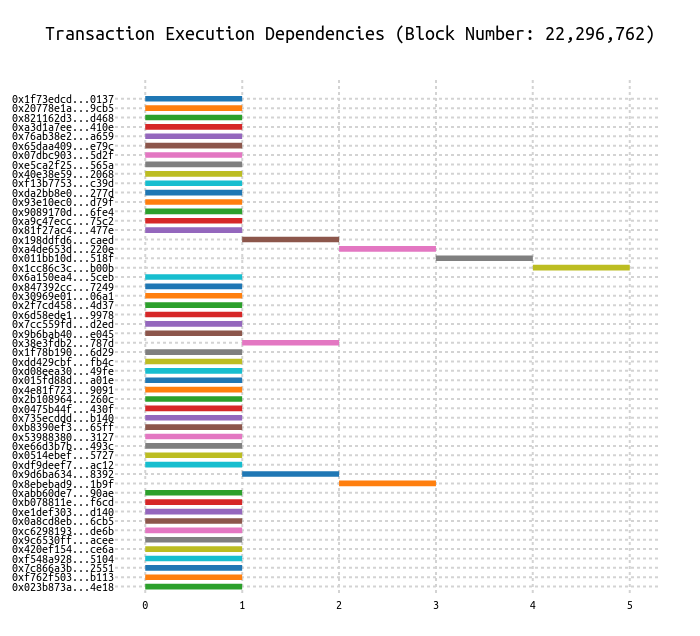 Transaction Execution Dependencies (Block Number: 22,296,762)
0x1f73edcd...0137
0x20778e1a...9cb5
0x821162d3...d468
0xa3d1a7ee...410e
0x76ab38e2...a659
0x65daa409...e79c
0x07dbc903...5d2f
0xe5ca2f25...565a
0x40e38e59...2068
0xf13b7753...c39d
0xda2bb8e0...277d
0x93e10ec0...d79f
0x9089170d...6fe4
0xa9c47ecc...75c2
0x81f27ac4...477e
0x198ddfd6...caed
0xa4de653d...220e
0x011bb10d...518f
0x1cc86c3c...b00b
0x6a150ea4...5ceb
0x847392cc...7249
0x30969e01...06a1
0x2f7cd458...4d37
0x6d58ede1...9978
0x7cc559fd...d2ed
0x9b6bab40...e045
0x38e3fdb2...787d
0x1f78b190...6d29
0xdd429cbf...fb4c
0xd08eea30...49fe
0x015fd88d...a01e
0x4e81f723...9091
0x2b108964...260c
0x0475b44f...430f
0x735ecddd...b140
0xb8390ef3...65ff
0x53988380...3127
0xe66d3b7b...493c
0x0514ebef...5727
0xdf9deef7...ac12
0x9d6ba634...8392
0x8ebebad9...1b9f
0xabb60de7...90ae
0xb078811e...f6cd
0xe1def303...d140
0x0a8cd8eb...6cb5
0xc6298193...de6b
0x9c6530ff...acee
0x420ef154...ce6a
0xf548a928...5104
0x7c866a3b...2551
0xf762f503...b113
0x023b873a...4e18
0 1 2 3 4 5